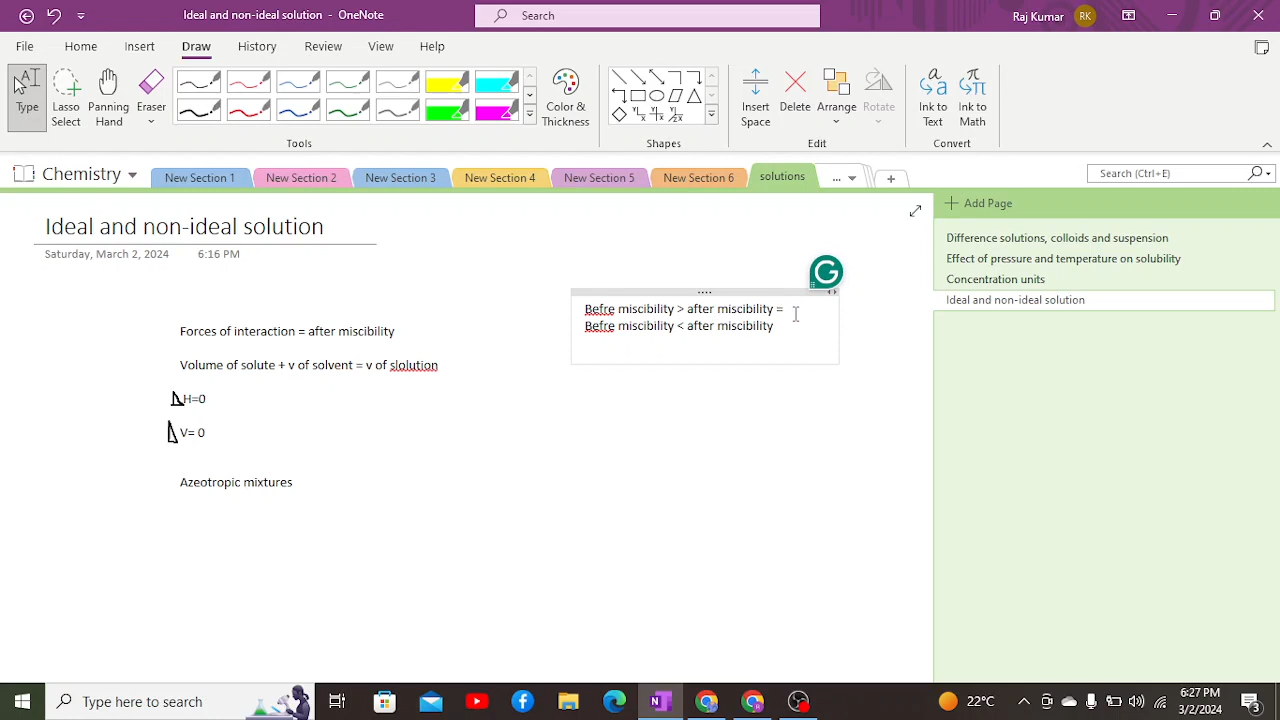 Ideal and non-ideal solution - OneNote
Search
Raj Kumar
RK
File
Home
Insert
Draw
History
Review
View
Help
Type
Lasso Select
Panning Hand
Eraser
Color & Thickness
Insert Space
Delete
Arrange
Rotate
Ink to Text
Ink to Math
Tools
Shapes
Edit
Convert
Chemistry
New Section 1
New Section 2
New Section 3
New Section 4
New Section 5
New Section 6
solutions
...
Search (Ctrl+E)
Ideal and non-ideal solution
Saturday, March 2, 2024 6:16 PM
Forces of interaction = after miscibility
Volume of solute + v of solvent = v of slolution
H=0
V= 0
Azeotropic mixtures
Befre miscibility > after miscibility =
Befre miscibility < after miscibility
Add Page
Difference solutions, colloids and suspension
Effect of pressure and temperature on solubility
Concentration units
Ideal and non-ideal solution
Type here to search
22°C
6:27 PM
3/2/2024
3